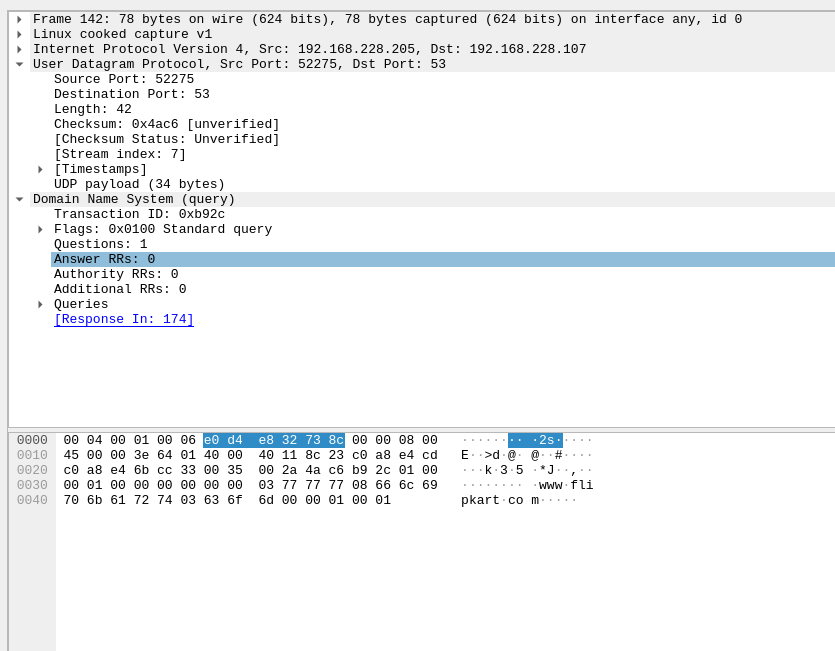 Frame 142: 78 bytes on wire (624 bits), 78 bytes captured (624 bits) on interface any, id 0
Linux cooked capture v1
Internet Protocol Version 4, Src: 192.168.228.205, Dst: 192.168.228.107
User Datagram Protocol, Src Port: 52275, Dst Port: 53
Source Port: 52275
Destination Port: 53
Length: 42
Checksum: 0x4ac6 [unverified]
[Checksum Status: Unverified]
[Stream index: 7]
[Timestamps]
UDP payload (34 bytes)
Domain Name System (query)
Transaction ID: 0xb92c
Flags: 0x0100 Standard query
Questions: 1
Answer RRs: 0
Authority RRs: 0
Additional RRs: 0
Queries
[Response In: 174]
0000 00 04 00 01 00 06 e0 d4 e8 32 73 8c 00 00 08 00 ········ ·2s·····
0010 45 00 00 3e 64 01 40 00 40 11 8c 23 c0 a8 e4 cd E··>d·@· @··#····
0020 c0 a8 e4 6b cc 33 00 35 00 2a 4a c6 b9 2c 01 00 ···k·3·5 ·*J··,··
0030 00 01 00 00 00 00 00 00 03 77 77 77 08 66 6c 69 ········ ·www·fli
0040 70 6b 61 72 74 03 63 6f 6d 00 00 01 00 01 pkart·co m·····